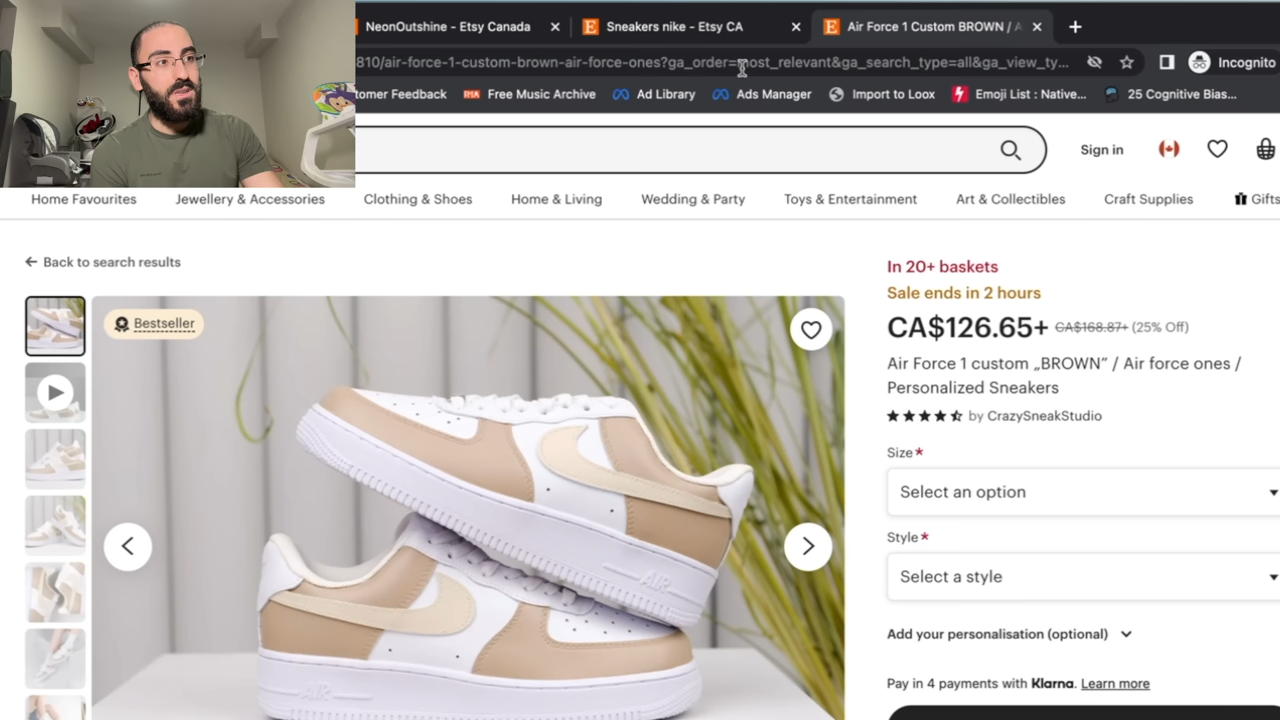 NeonOutshine - Etsy Canada
Sneakers nike - Etsy CA
Air Force 1 Custom BROWN /
810/air-force-1-custom-brown-air-force-ones?ga_order=most_relevant&ga_search_type=all&ga_view_ty...
Incognito
tomer Feedback
Free Music Archive
Ad Library
Ads Manager
Import to Loox
Emoji List : Native...
25 Cognitive Bias...
Sign in
Home Favourites
Jewellery & Accessories
Clothing & Shoes
Home & Living
Wedding & Party
Toys & Entertainment
Art & Collectibles
Craft Supplies
Gifts
← Back to search results
Bestseller
AIR
AIR
In 20+ baskets
Sale ends in 2 hours
CA$126.65+ CA$168.87+ (25% Off)
Air Force 1 custom „BROWN” / Air force ones /
Personalized Sneakers
by CrazySneakStudio
Size*
Select an option
Style*
Select a style
Add your personalisation (optional)
Pay in 4 payments with Klarna. Learn more